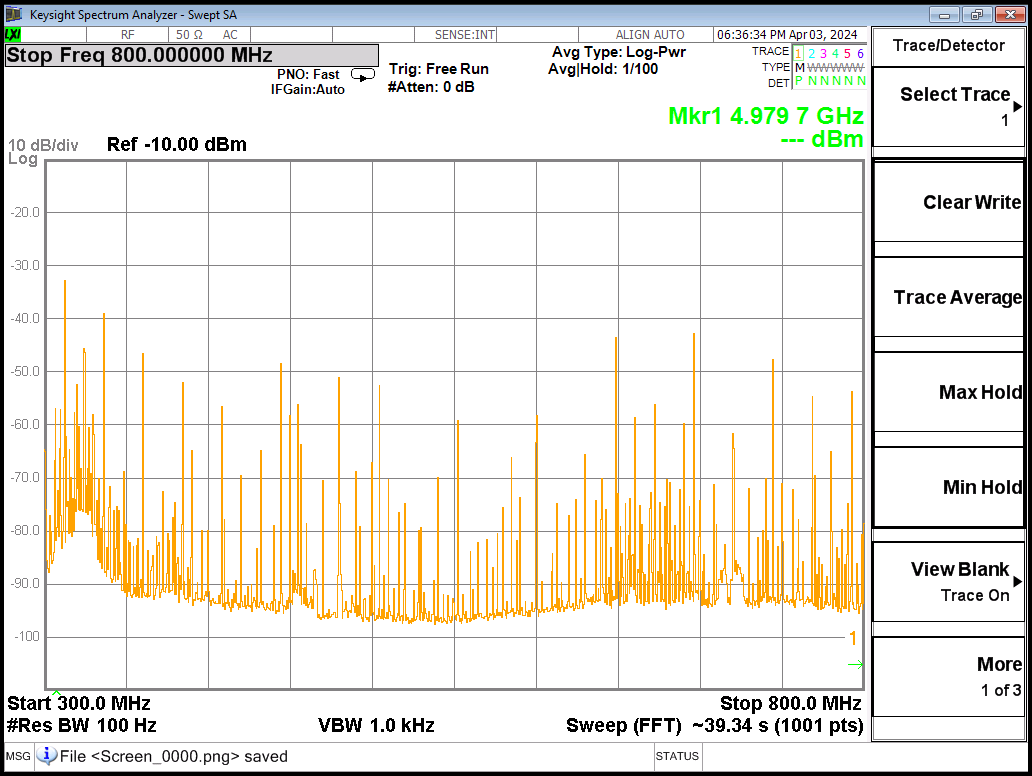 Keysight Spectrum Analyzer - Swept SA
LXI RF 50 Ω AC SENSE:INT ALIGN AUTO 06:36:34 PM Apr 03, 2024
Stop Freq 800.000000 MHz
PNO: Fast
IFGain:Auto
Trig: Free Run
#Atten: 0 dB
Avg Type: Log-Pwr
Avg|Hold: 1/100
TRACE 1 2 3 4 5 6
TYPE M W W W W W
DET P N N N N N
Mkr1 4.979 7 GHz
--- dBm
10 dB/div
Log
Ref -10.00 dBm
-20.0
-30.0
-40.0
-50.0
-60.0
-70.0
-80.0
-90.0
-100
1
Start 300.0 MHz
Stop 800.0 MHz
#Res BW 100 Hz
VBW 1.0 kHz
Sweep (FFT) ~39.34 s (1001 pts)
MSG
File <Screen_0000.png> saved
STATUS
Trace/Detector
Select Trace
1
Clear Write
Trace Average
Max Hold
Min Hold
View Blank
Trace On
More
1 of 3